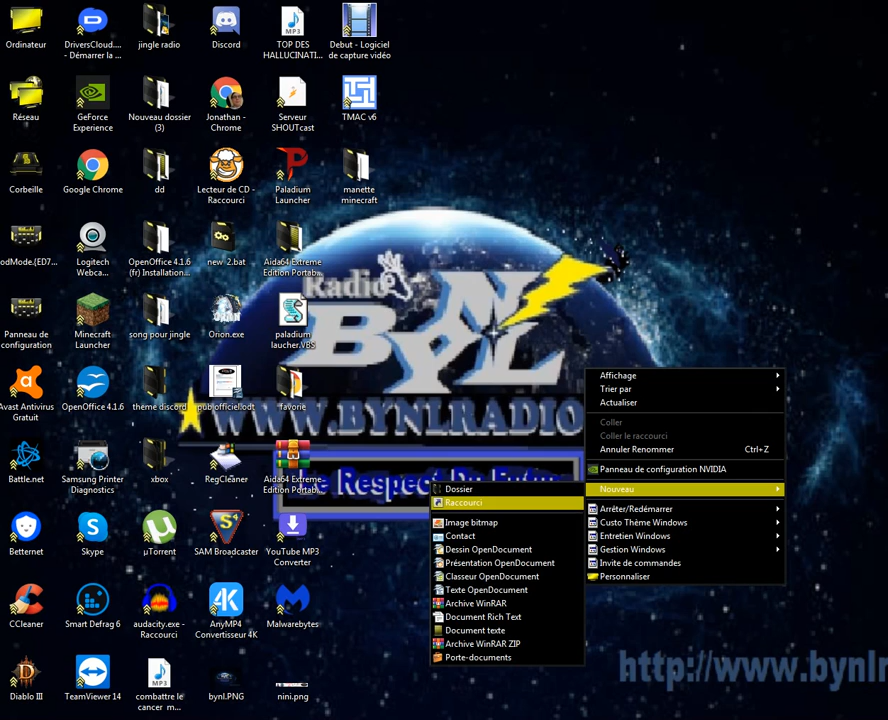 Ordinateur
DriversCloud....
- Démarrer la ...
jingle radio
Discord
TOP DES
HALLUCINATI...
Debut - Logiciel
de capture vidéo
Réseau
GeForce
Experience
Nouveau dossier
(3)
Jonathan -
Chrome
Serveur
SHOUTcast
TMAC v6
Corbeille
Google Chrome
dd
Lecteur de CD -
Raccourci
Paladium
Launcher
manette
minecraft
odMode.{ED7...
Logitech
Webca...
OpenOffice 4.1.6
(fr) Installation...
new 2.bat
Aida64 Extreme
Edition Portab...
Panneau de
configuration
Minecraft
Launcher
song pour jingle
Orion.exe
paladium
laucher.VBS
Avast Antivirus
Gratuit
OpenOffice 4.1.6
thème discord
pub officiel.odt
favorie
Battle.net
Samsung Printer
Diagnostics
xbox
RegCleaner
Aida64 Extreme
Edition Portab...
Betternet
Skype
µTorrent
SAM Broadcaster
YouTube MP3
Converter
CCleaner
Smart Defrag 6
audacity.exe -
Raccourci
AnyMP4
Convertisseur 4K
Malwarebytes
Diablo III
TeamViewer 14
combattre le
cancer m...
bynl.PNG
nini.png
Radio
BYNL
WWW.BYNLRADIO
Le Respect Du Futur
http://www.bynlr
Affichage
Trier par
Actualiser
Coller
Coller le raccourci
Annuler Renommer Ctrl+Z
Panneau de configuration NVIDIA
Nouveau
Arrêter/Redémarrer
Custo Thème Windows
Entretien Windows
Gestion Windows
Invite de commandes
Personnaliser
Dossier
Raccourci
Image bitmap
Contact
Dessin OpenDocument
Présentation OpenDocument
Classeur OpenDocument
Texte OpenDocument
Archive WinRAR
Document Rich Text
Document texte
Archive WinRAR ZIP
Porte-documents